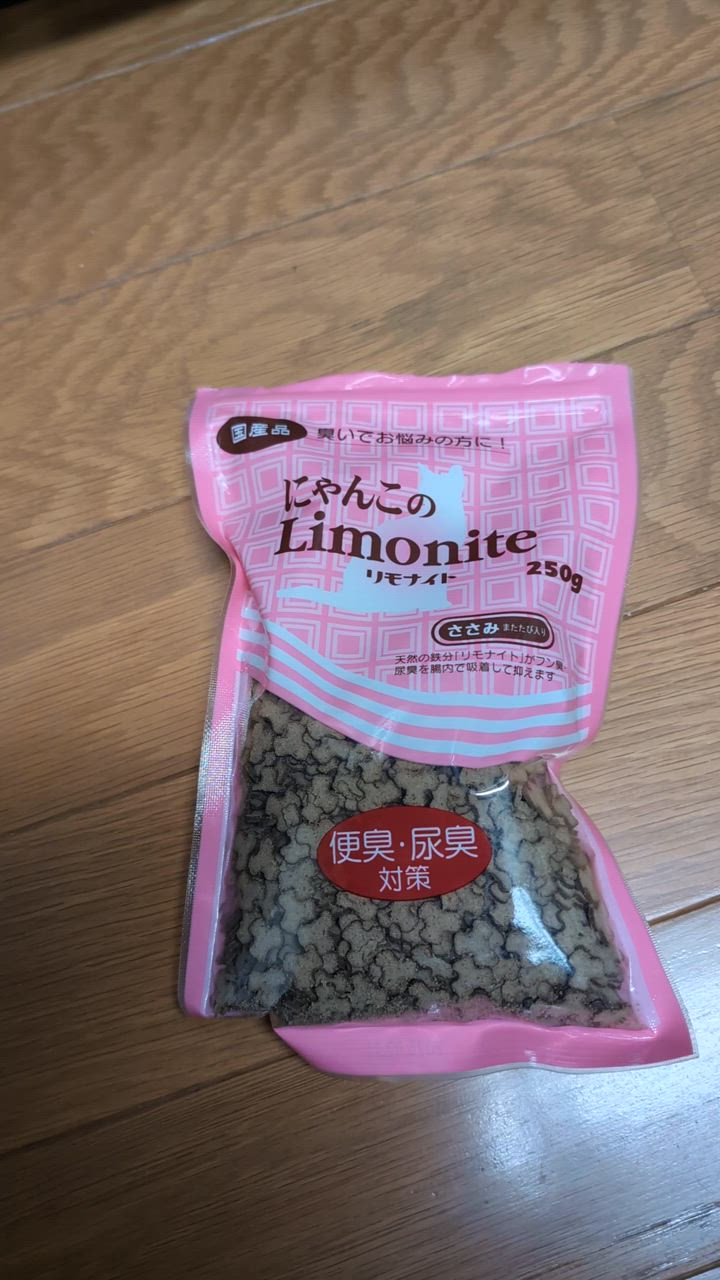 国産品
臭いでお悩みの方に！
にゃんこの
Limonite
リモナイト
250g
ささみ またたび入り
天然の鉄分「リモナイト」がフン臭・
尿臭を腸内で吸着して抑えます
便臭・尿臭
対策